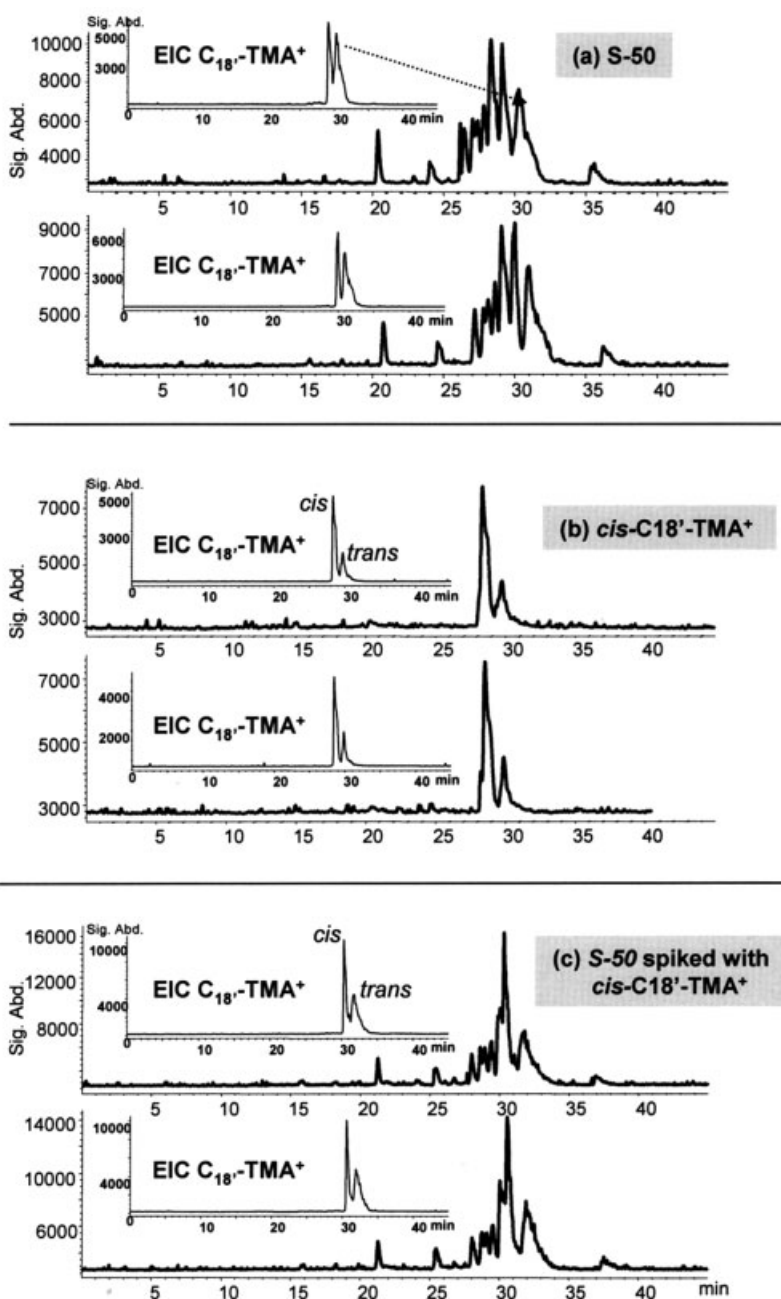 Sig. Abd.
10000
8000
6000
4000
5 10 15 20 25 30 35 40
Sig. Abd.
5000
3000
0 10 20 30 40 min
EIC C18'-TMA+
(a) S-50
9000
7000
5000
5 10 15 20 25 30 35 40
6000
3000
0 10 20 30 40 min
EIC C18'-TMA+
Sig. Abd.
7000
5000
3000
5 10 15 20 25 30 35 40
Sig. Abd.
5000
3000
0 10 20 30 40 min
EIC C18'-TMA+
cis
trans
(b) cis-C18'-TMA+
7000
5000
3000
5 10 15 20 25 30 35 40
4000
2000
0 10 20 30 40 min
EIC C18'-TMA+
Sig. Abd.
16000
12000
8000
5 10 15 20 25 30 35 40
Sig. Abd.
10000
4000
0 10 20 30 40 min
EIC C18'-TMA+
cis
trans
(c) S-50 spiked with
cis-C18'-TMA+
14000
10000
6000
5 10 15 20 25 30 35 40 min
10000
4000
0 10 20 30 40 min
EIC C18'-TMA+